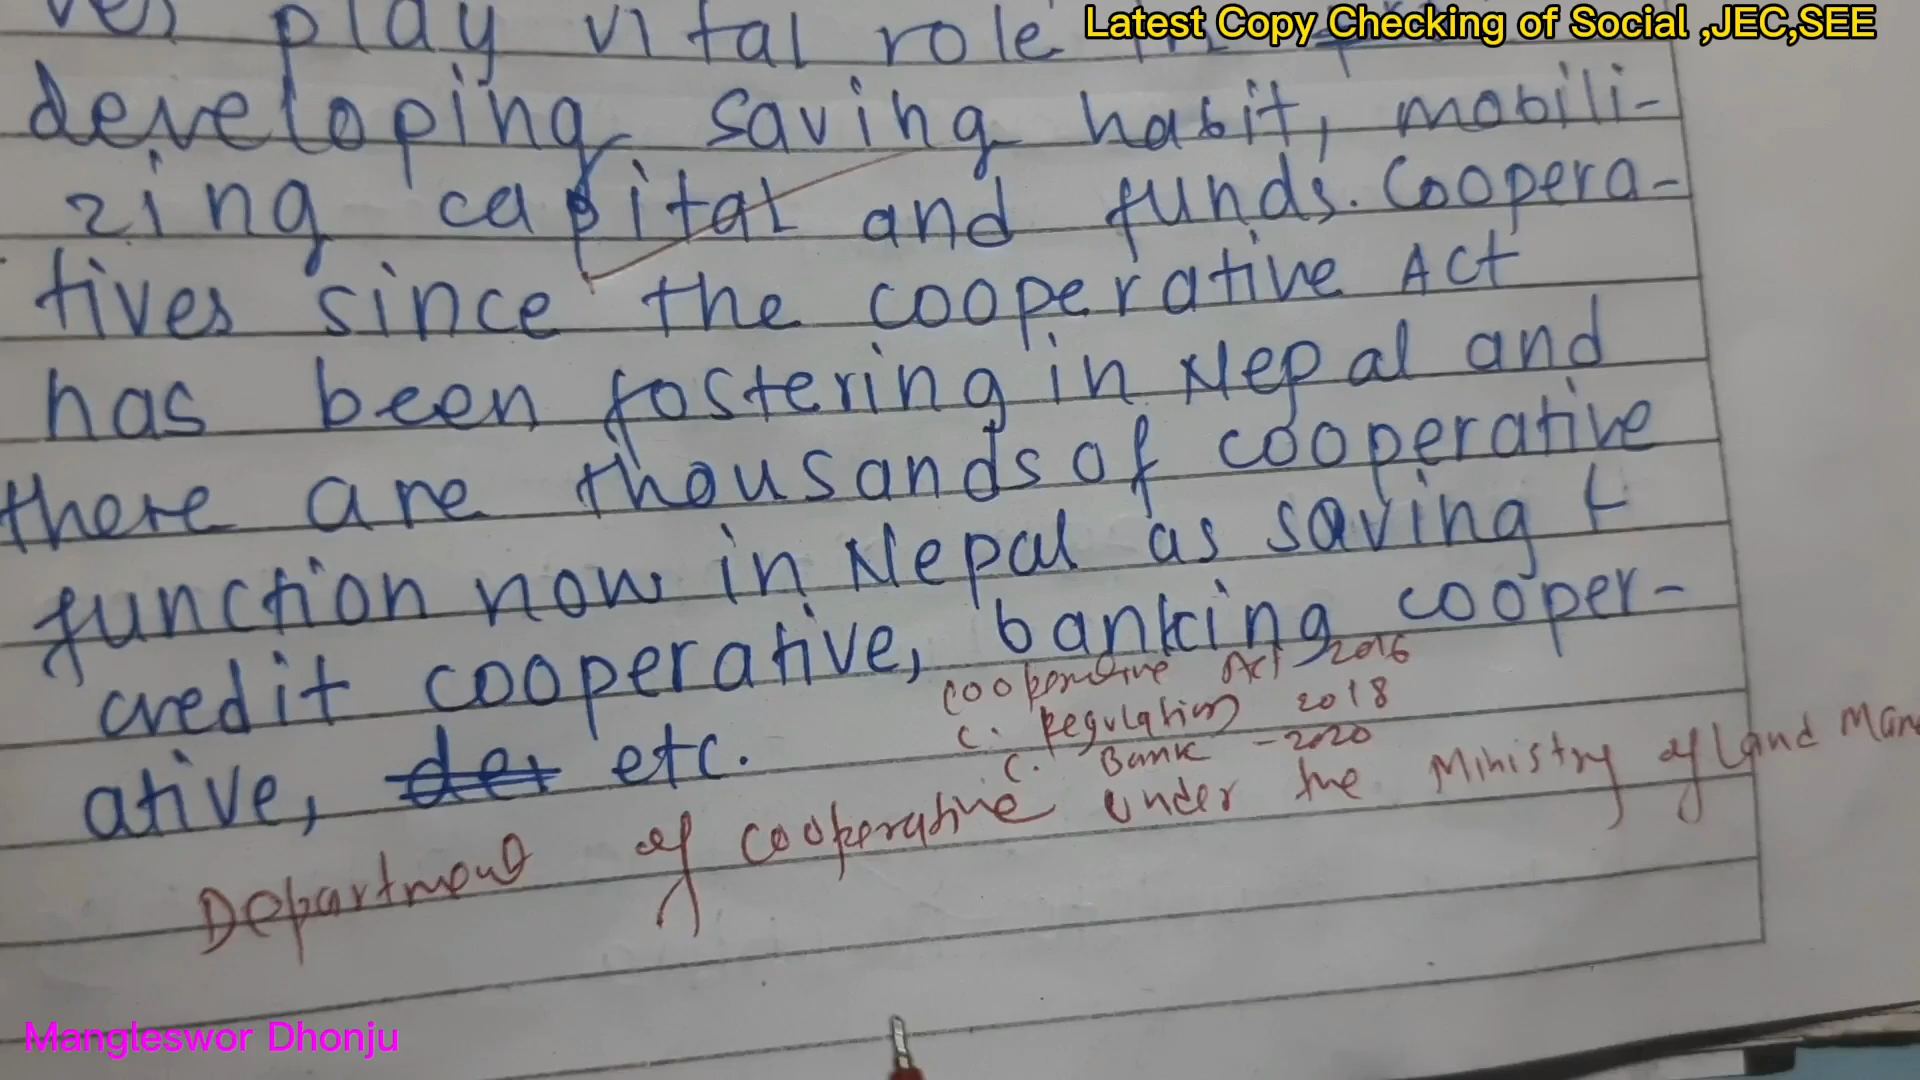 Latest Copy Checking of Social ,JEC,SEE
ves play vital role in
developing saving habit, mobili-
zing capital and funds. Coopera-
tives since the cooperative Act
has been fostering in Nepal and
there are thousands of cooperative
function now in Nepal as saving &
credit cooperative, banking cooper-
ative, etc.
cooperative Act 2016
c. Regulation 2018
c. Bank - 2020
Department of cooperative under the Ministry of Land Man
Mangleswor Dhonju